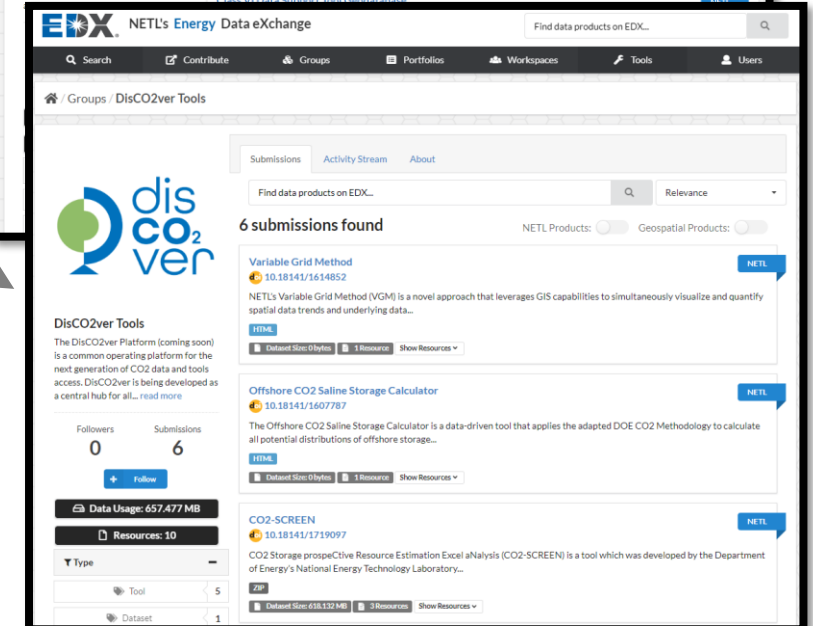 EDX. NETL's Energy Data eXchange
Find data products on EDX...
Search Contribute Groups Portfolios Workspaces Tools Users
/ Groups / DisCO2ver Tools
disCO2ver
DisCO2ver Tools
The DisCO2ver Platform (coming soon)
is a common operating platform for the
next generation of CO2 data and tools
access. DisCO2ver is being developed as
a central hub for all... read more
Followers Submissions
0 6
+ Follow
Data Usage: 657.477 MB
Resources: 10
Type
Tool 5
Dataset 1
Submissions Activity Stream About
Find data products on EDX...
Relevance
6 submissions found
NETL Products: Geospatial Products:
Variable Grid Method
NETL
10.18141/1614852
NETL's Variable Grid Method (VGM) is a novel approach that leverages GIS capabilities to simultaneously visualize and quantify
spatial data trends and underlying data...
HTML
Dataset Size: 0 bytes 1 Resource Show Resources
Offshore CO2 Saline Storage Calculator
NETL
10.18141/1607787
The Offshore CO2 Saline Storage Calculator is a data-driven tool that applies the adapted DOE CO2 Methodology to calculate
all potential distributions of offshore storage...
HTML
Dataset Size: 0 bytes 1 Resource Show Resources
CO2-SCREEN
NETL
10.18141/1719097
CO2 Storage prospeCtive Resource Estimation Excel aNalysis (CO2-SCREEN) is a tool which was developed by the Department
of Energy's National Energy Technology Laboratory...
ZIP
Dataset Size: 618.132 MB 3 Resources Show Resources